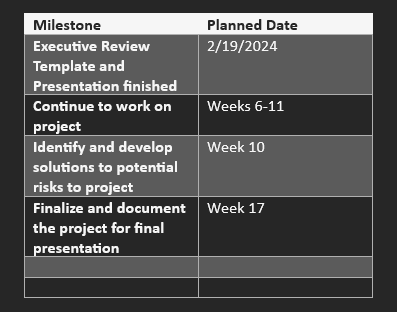 Milestone Planned Date
Executive Review 2/19/2024
Template and
Presentation finished
Continue to work on Weeks 6-11
project
Identify and develop Week 10
solutions to potential
risks to project
Finalize and document Week 17
the project for final
presentation